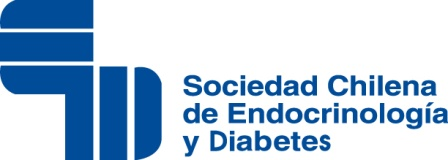 Sociedad Chilena
de Endocrinología
y Diabetes